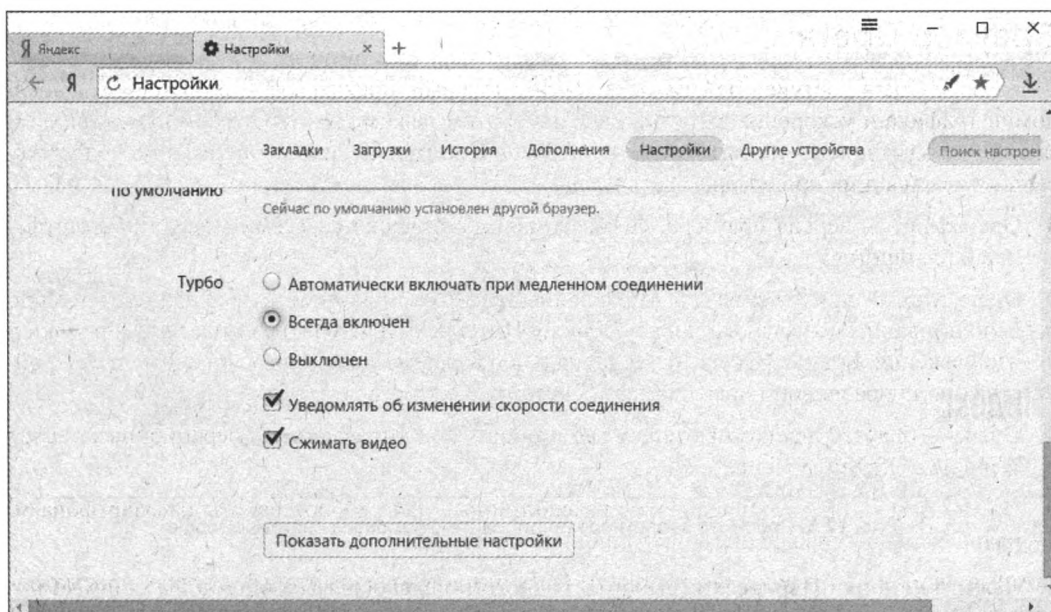 Я Яндекс
Настройки
Я Настройки
Закладки Загрузки История Дополнения Настройки Другие устройства Поиск настроек
по умолчанию
Сейчас по умолчанию установлен другой браузер.
Турбо
Автоматически включать при медленном соединении
Всегда включен
Выключен
Уведомлять об изменении скорости соединения
Сжимать видео
Показать дополнительные настройки